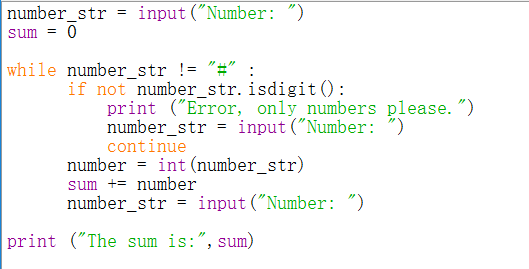 number_str = input("Number: ")
sum = 0

while number_str != "#" :
      if not number_str.isdigit():
          print ("Error, only numbers please.")
          number_str = input("Number: ")
          continue
      number = int(number_str)
      sum += number
      number_str = input("Number: ")

print ("The sum is:",sum)